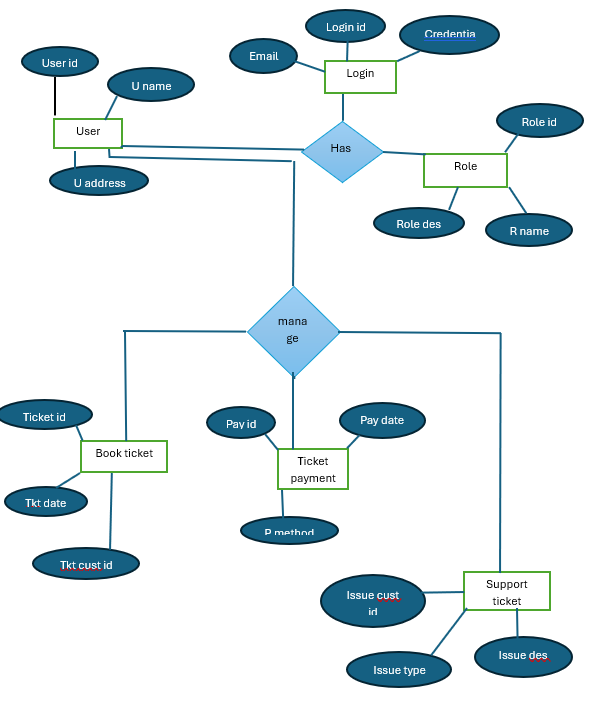 Login id
Credentia
Email
Login
User id
U name
User
Has
Role id
Role
U address
Role des
R name
mana
ge
Ticket id
Pay id
Pay date
Book ticket
Ticket
payment
Tkt date
P method
Tkt cust id
Support
ticket
Issue cust
id
Issue des
Issue type